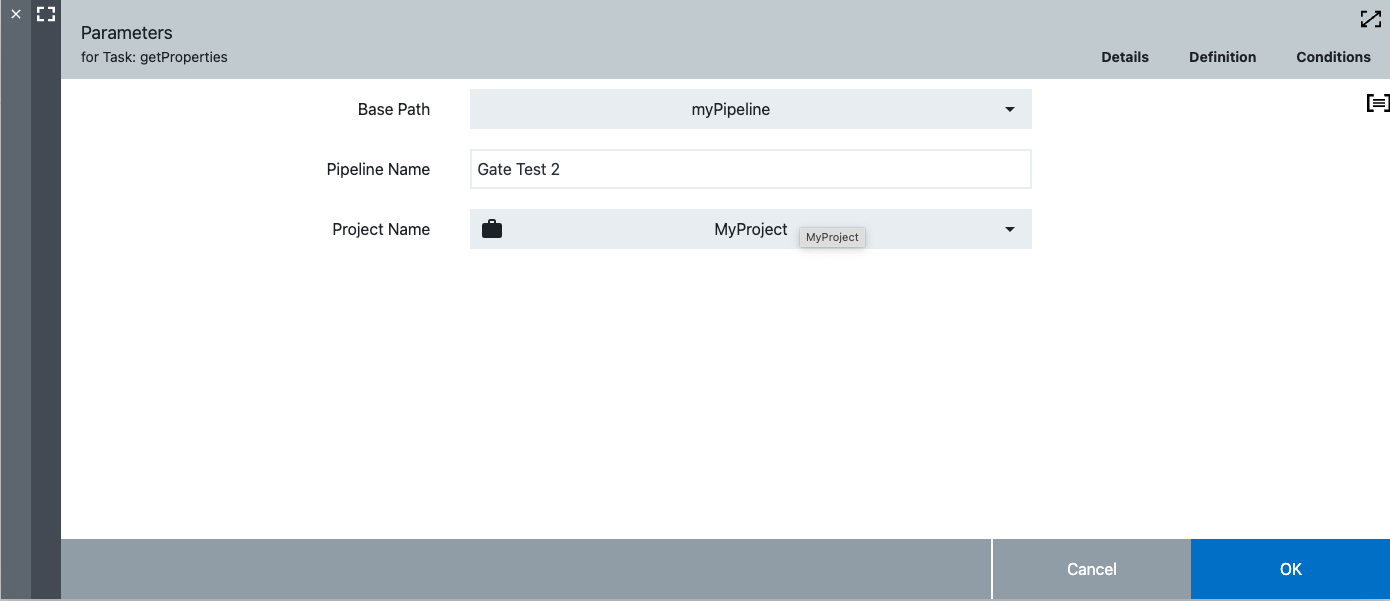 Parameters
for Task: getProperties
Details Definition Conditions
Base Path myPipeline
Pipeline Name Gate Test 2
Project Name MyProject
MyProject
Cancel OK